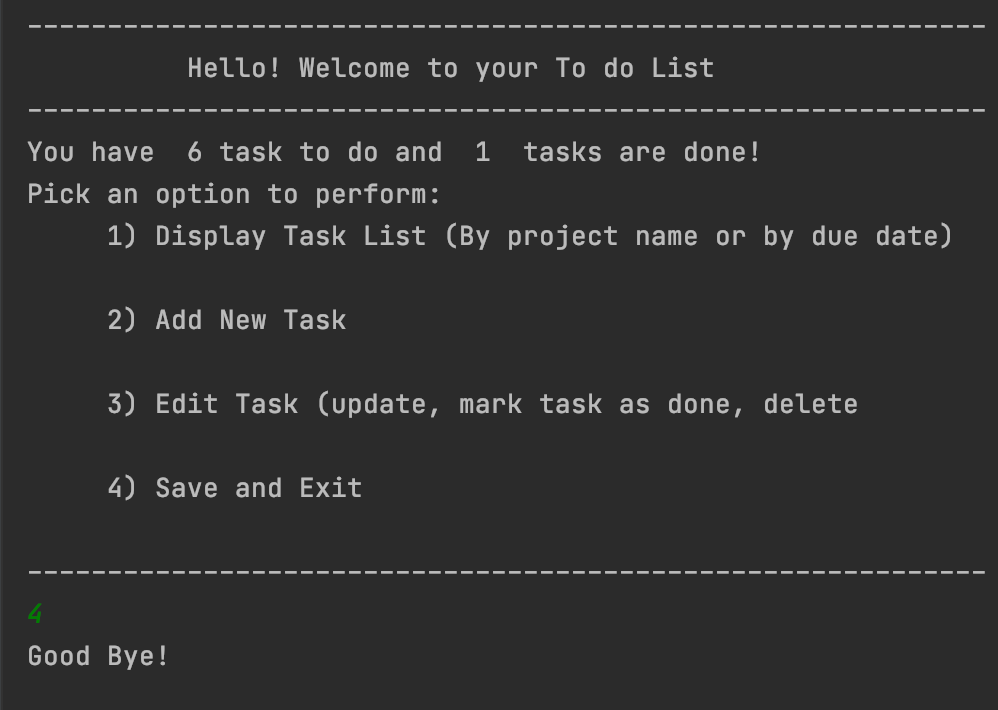 ------------------------------------------------------------
Hello! Welcome to your To do List
------------------------------------------------------------
You have  6 task to do and  1  tasks are done!
Pick an option to perform:
1) Display Task List (By project name or by due date)
2) Add New Task
3) Edit Task (update, mark task as done, delete
4) Save and Exit
------------------------------------------------------------
4
Good Bye!